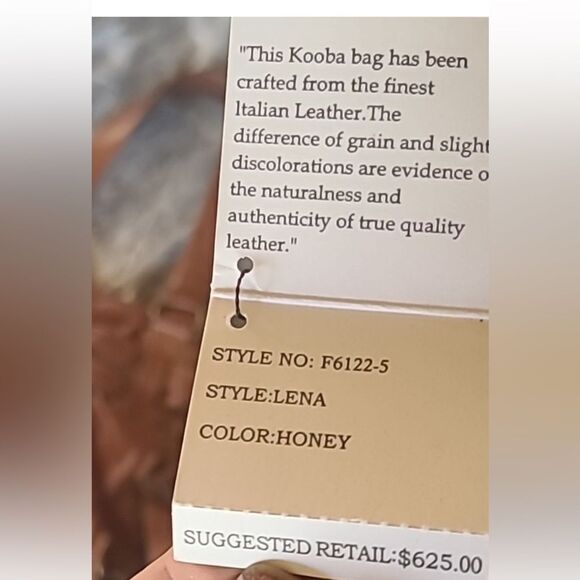 "This Kooba bag has been
crafted from the finest
Italian Leather.The
difference of grain and slight
discolorations are evidence o
the naturalness and
authenticity of true quality
leather."
STYLE NO: F6122-5
STYLE:LENA
COLOR:HONEY
SUGGESTED RETAIL:$625.00